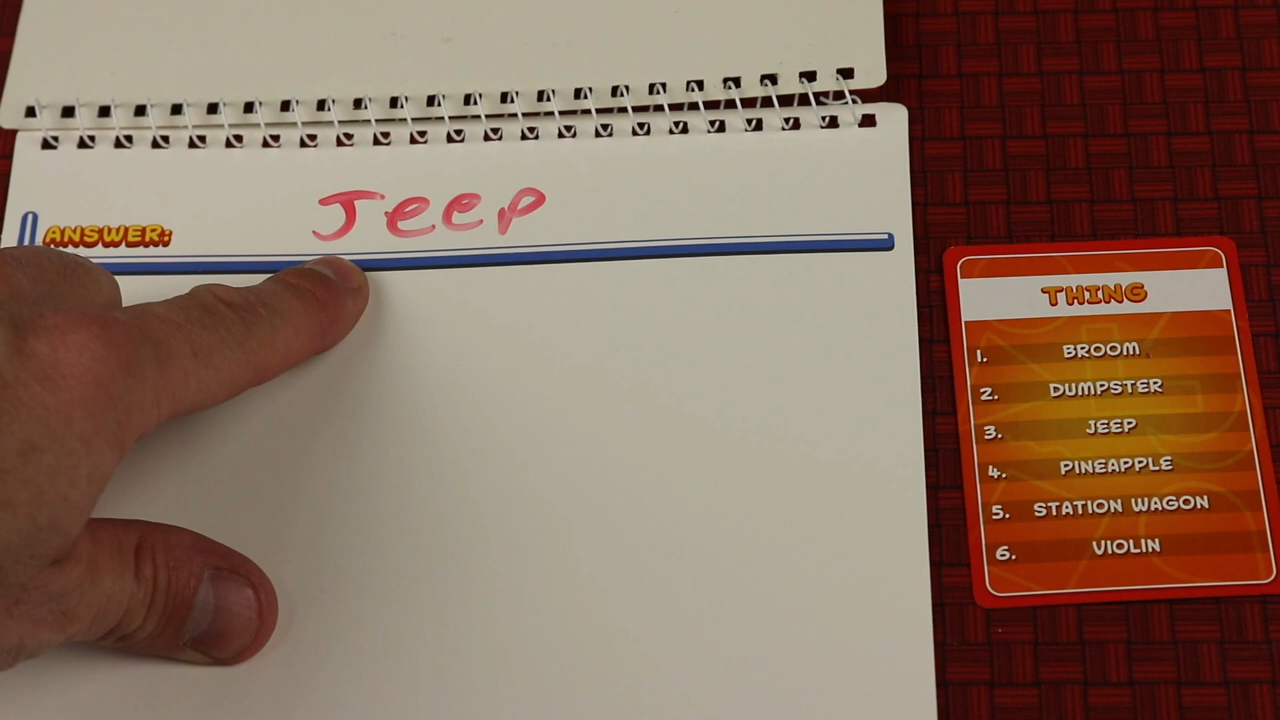 Jeep
ANSWER:
THING
1. BROOM
2. DUMPSTER
3. JEEP
4. PINEAPPLE
5. STATION WAGON
6. VIOLIN